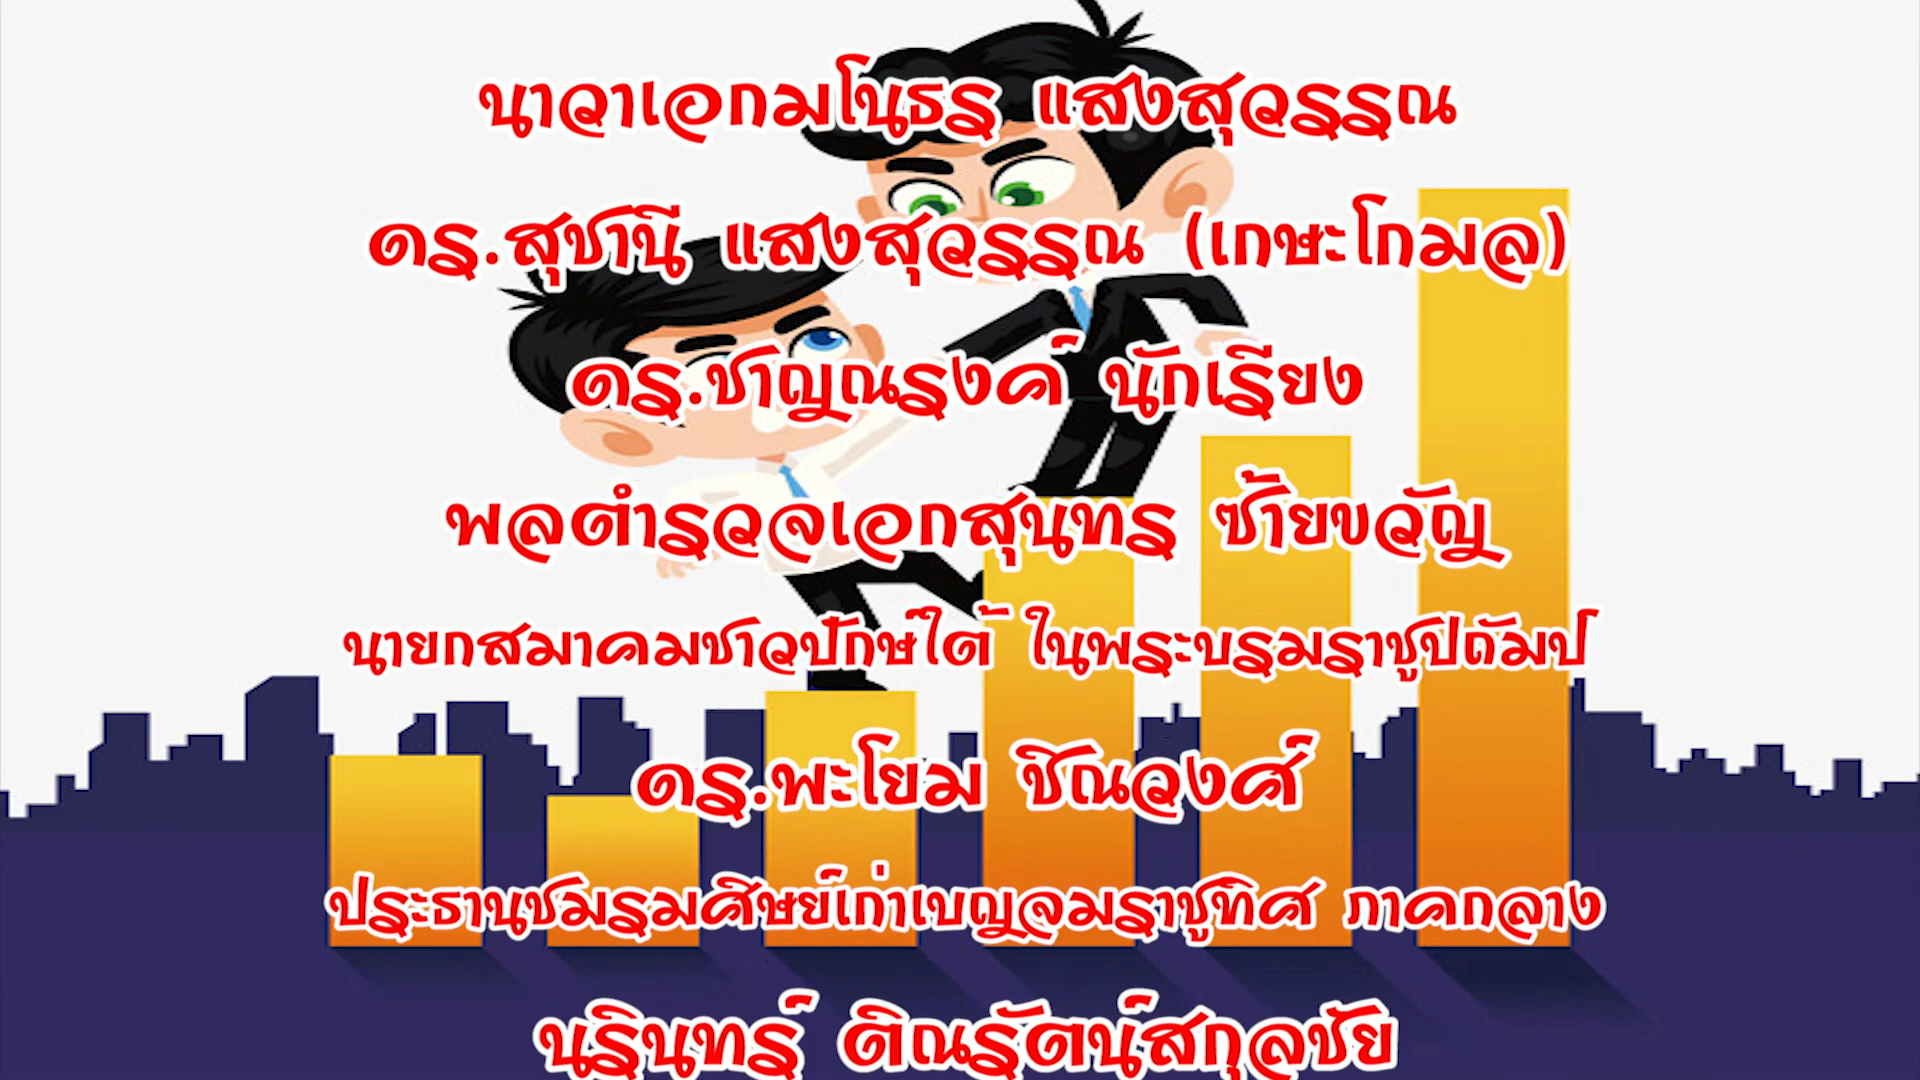 นาวาเอกมโนธร แสงสุวรรณ
ดร.สุชานี แสงสุวรรณ (เกษะโกมล)
ดร.ชาญณรงค์ นักเรียง
พลตำรวจเอกสุนทร ซ้ายขวัญ
นายกสมาคมชาวปักษ์ใต้ ในพระบรมราชูปถัมป์
ดร.พะโยม ชิณวงศ์
ประธานชมรมศิษย์เก่าเบญจมราชูทิศ ภาคกลาง
นรินทร์ ติณรัตน์สกุลชัย